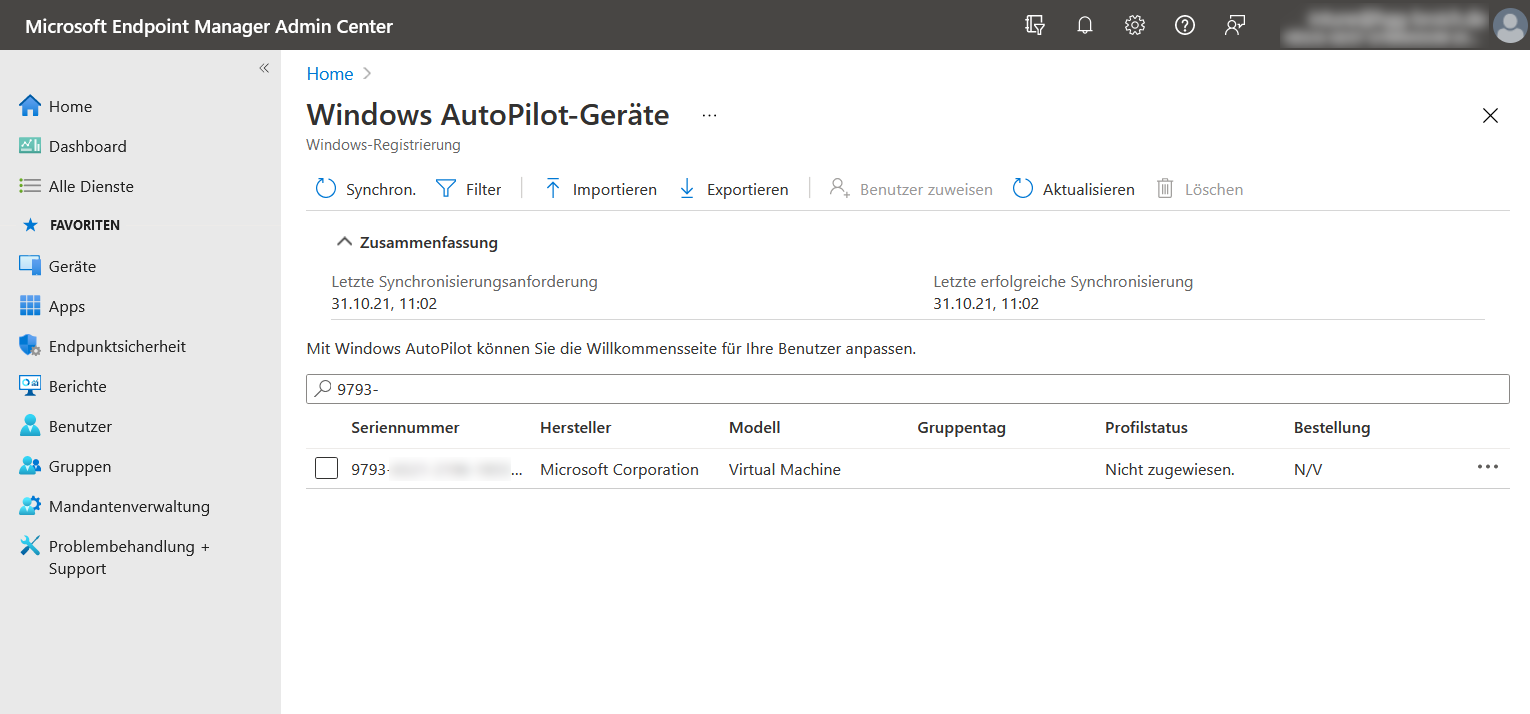 Microsoft Endpoint Manager Admin Center
Home
Dashboard
Alle Dienste
FAVORITEN
Geräte
Apps
Endpunktsicherheit
Berichte
Benutzer
Gruppen
Mandantenverwaltung
Problembehandlung +
Support
Home
Windows AutoPilot-Geräte ...
Windows-Registrierung
Synchron. Filter Importieren Exportieren Benutzer zuweisen Aktualisieren Löschen
Zusammenfassung
Letzte Synchronisierungsanforderung Letzte erfolgreiche Synchronisierung
31.10.21, 11:02 31.10.21, 11:02
Mit Windows AutoPilot können Sie die Willkommensseite für Ihre Benutzer anpassen.
9793-
Seriennummer Hersteller Modell Gruppentag Profilstatus Bestellung
9793- ... Microsoft Corporation Virtual Machine Nicht zugewiesen. N/V